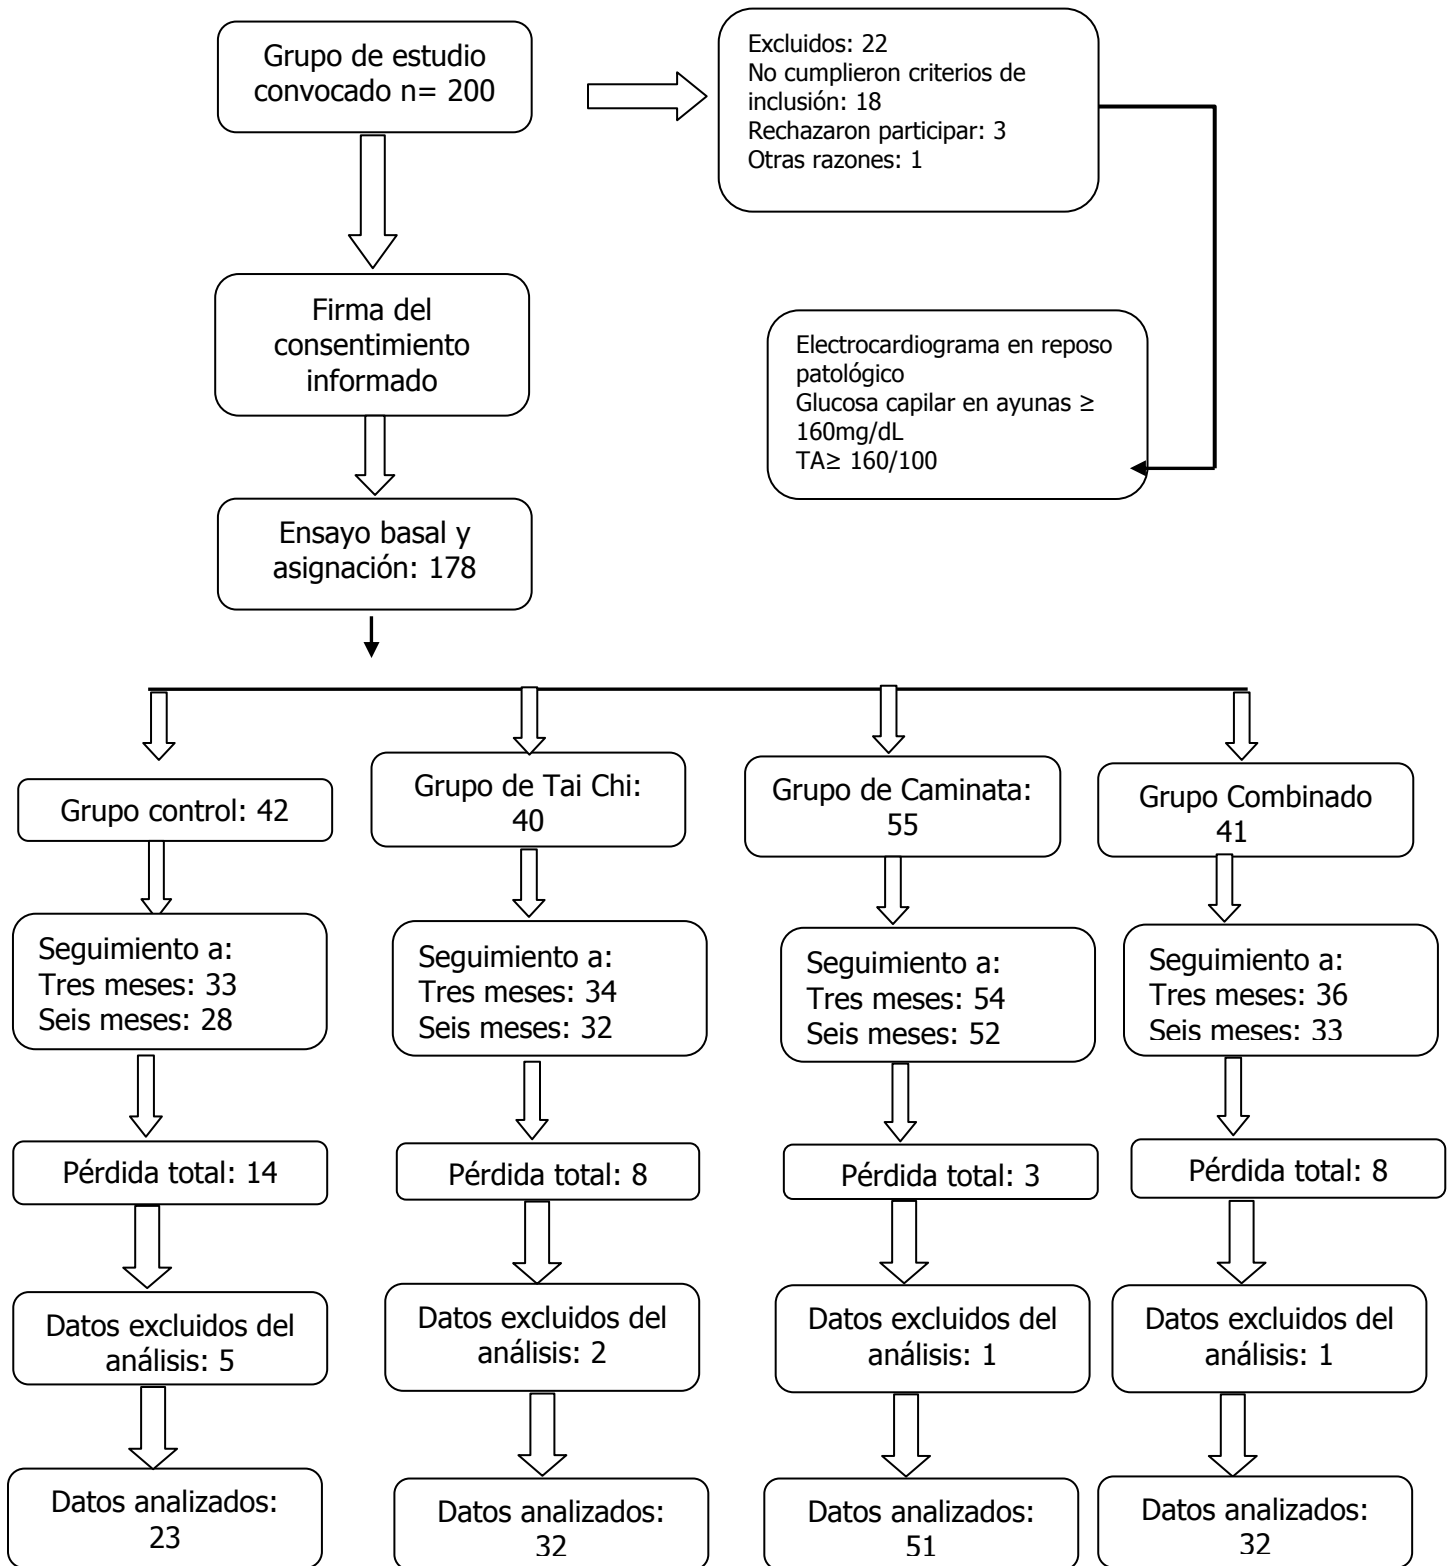 Grupo de estudio
convocado n= 200
Excluidos: 22
No cumplieron criterios de
inclusión: 18
Rechazaron participar: 3
Otras razones: 1
Firma del
consentimiento
informado
Electrocardiograma en reposo
patológico
Glucosa capilar en ayunas ≥
160mg/dL
TA≥ 160/100
Ensayo basal y
asignación: 178
Grupo control: 42
Grupo de Tai Chi:
40
Grupo de Caminata:
55
Grupo Combinado
41
Seguimiento a:
Tres meses: 33
Seis meses: 28
Seguimiento a:
Tres meses: 34
Seis meses: 32
Seguimiento a:
Tres meses: 54
Seis meses: 52
Seguimiento a:
Tres meses: 36
Seis meses: 33
Pérdida total: 14
Pérdida total: 8
Pérdida total: 3
Pérdida total: 8
Datos excluidos del
análisis: 5
Datos excluidos del
análisis: 2
Datos excluidos del
análisis: 1
Datos excluidos del
análisis: 1
Datos analizados:
23
Datos analizados:
32
Datos analizados:
51
Datos analizados:
32